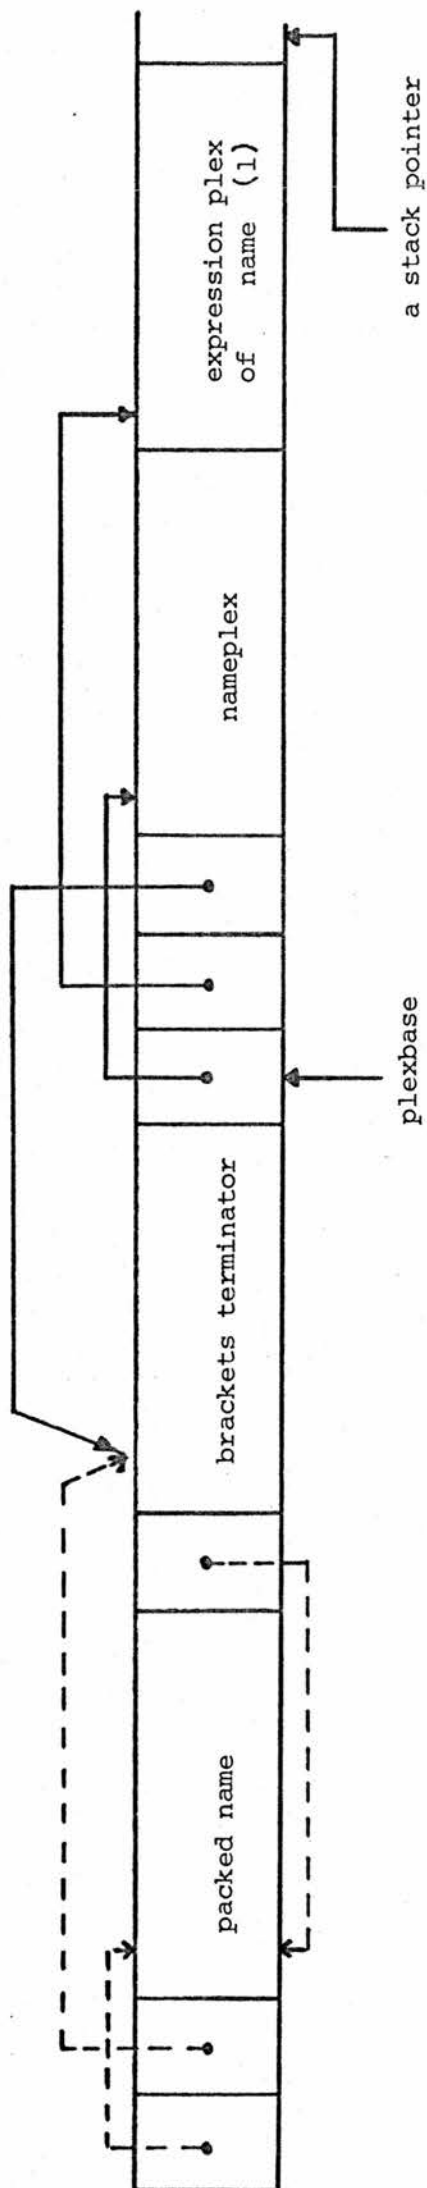 packed name
brackets terminator
nameplex
expression plex
of name (1)
plexbase
a stack pointer